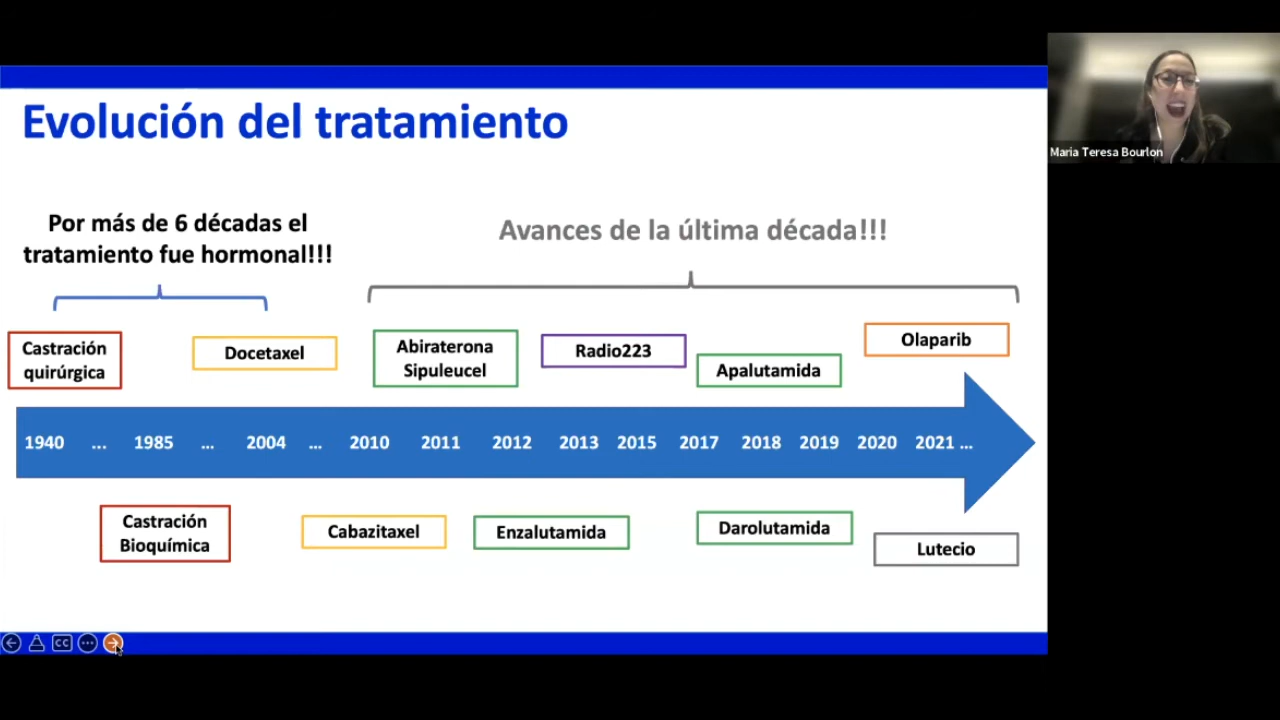 Evolución del tratamiento
Maria Teresa Bourlon
Por más de 6 décadas el
tratamiento fue hormonal!!!
Avances de la última década!!!
Castración
quirúrgica
Docetaxel
Abiraterona
Sipuleucel
Radio223
Apalutamida
Olaparib
1940 ... 1985 ... 2004 ... 2010 2011 2012 2013 2015 2017 2018 2019 2020 2021 ...
Castración
Bioquímica
Cabazitaxel
Enzalutamida
Darolutamida
Lutecio
CC